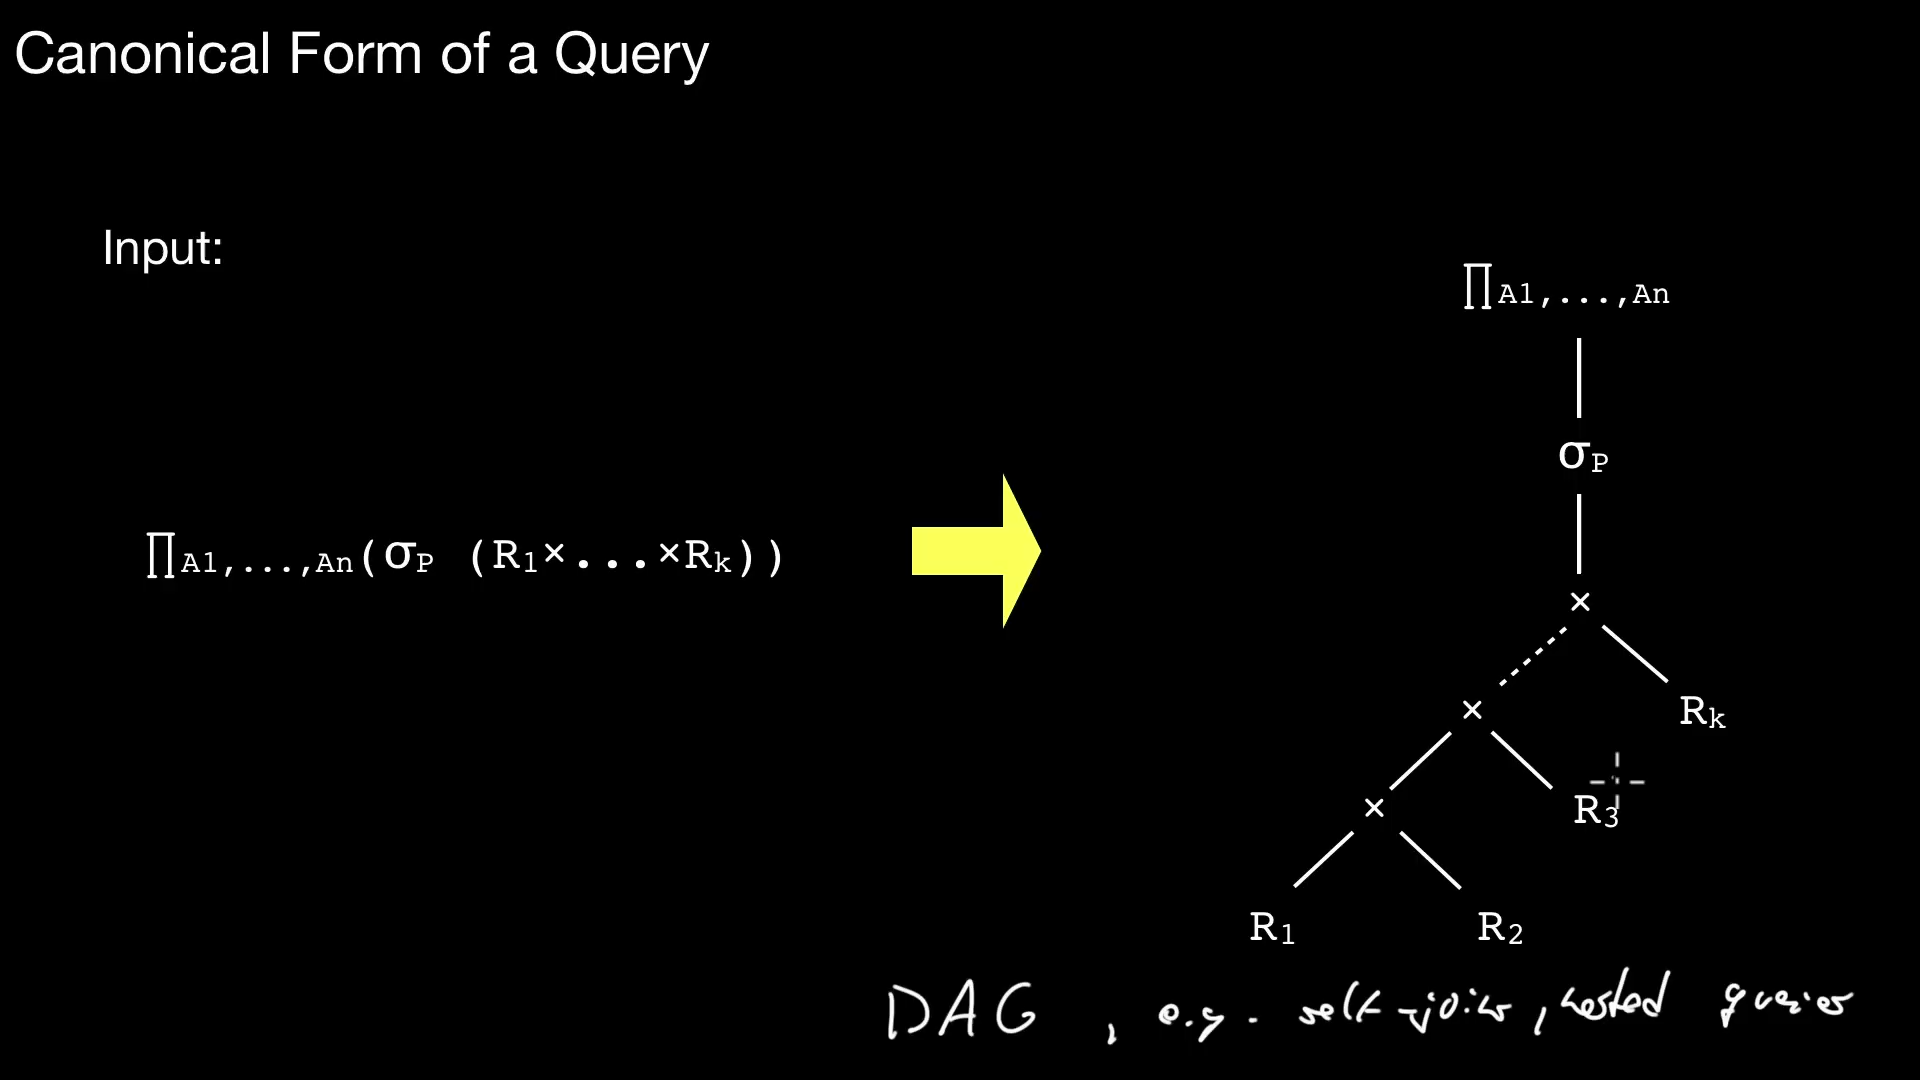 Canonical Form of a Query
Input:
∏A1,...,An
σP
∏A1,...,An(σP (R1×...×Rk))
×
× Rk
× R3
R1 R2
DAG, e.g. self-joins, nested queries